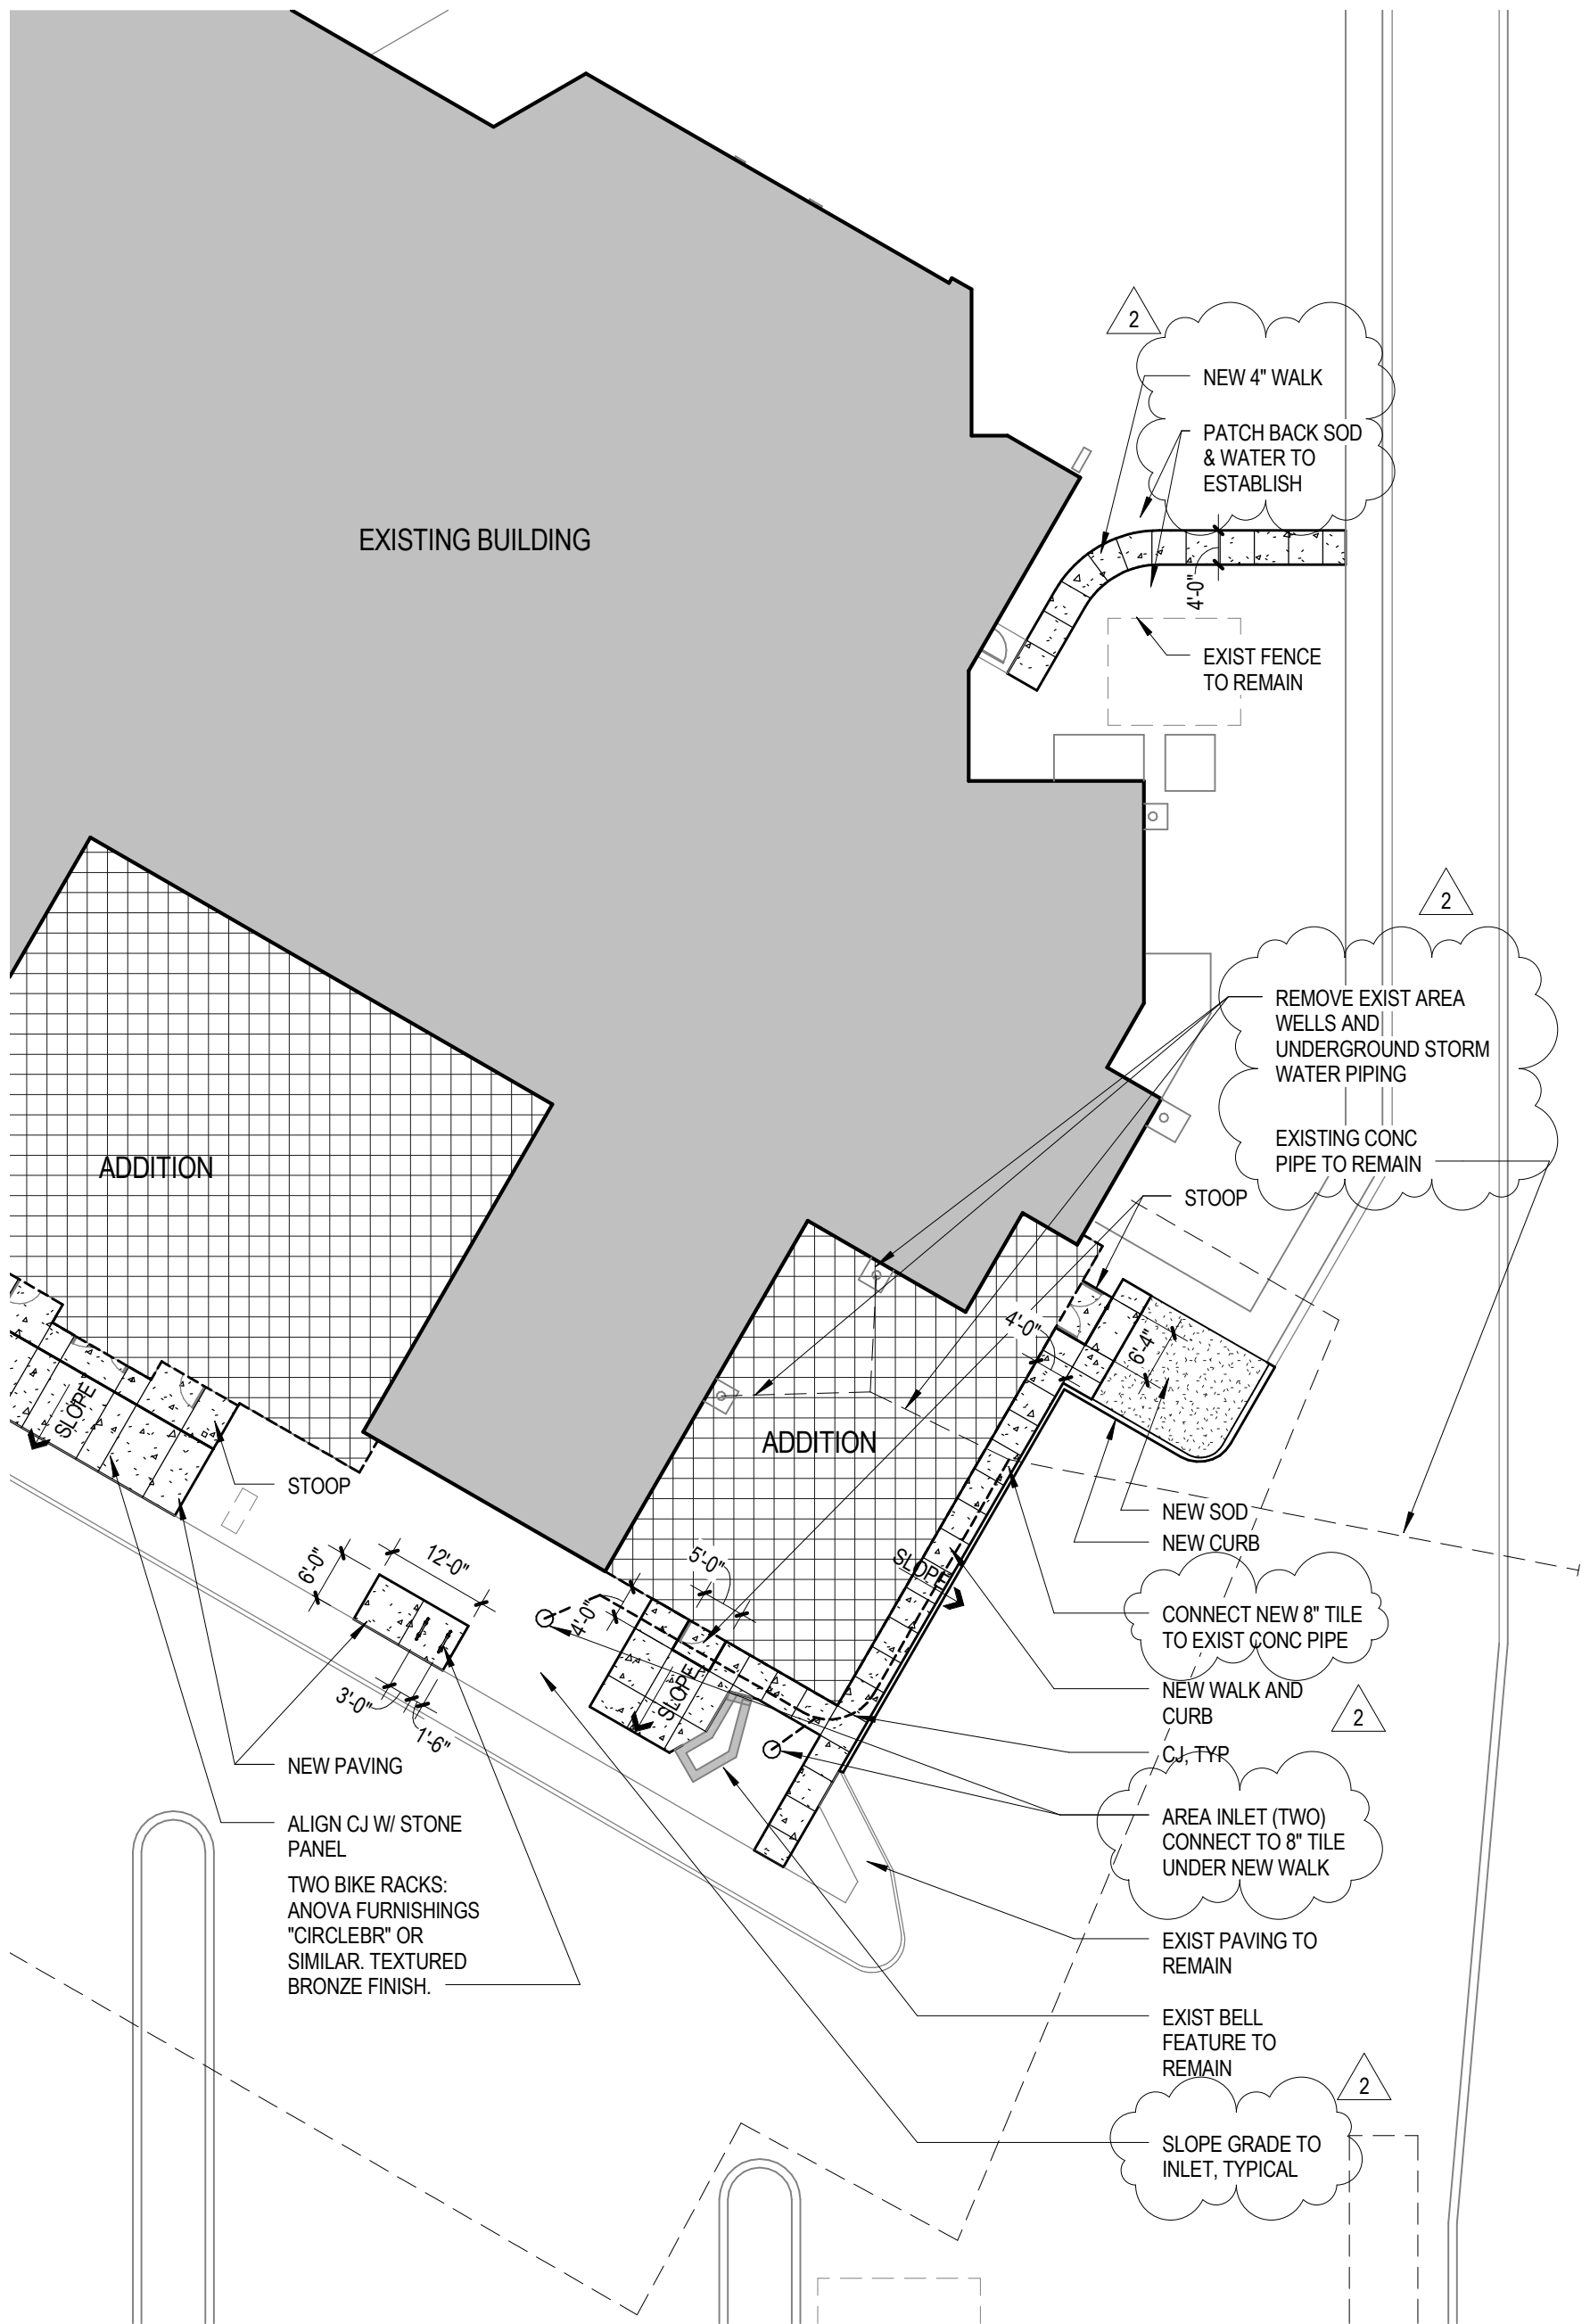 2
NEW 4" WALK
PATCH BACK SOD
& WATER TO
ESTABLISH
EXISTING BUILDING
4'-0"
EXIST FENCE
TO REMAIN
2
REMOVE EXIST AREA
WELLS AND
UNDERGROUND STORM
WATER PIPING
EXISTING CONC
PIPE TO REMAIN
ADDITION
STOOP
4'-0"
6'-4"
SLOPE
ADDITION
STOOP
NEW SOD
NEW CURB
6'-0"
12'-0"
5'-0"
SLOPE
4'-0"
CONNECT NEW 8" TILE
TO EXIST CONC PIPE
SLOPE
3'-0"
1'-6"
NEW WALK AND
CURB
2
CJ, TYP
NEW PAVING
ALIGN CJ W/ STONE
PANEL
AREA INLET (TWO)
CONNECT TO 8" TILE
UNDER NEW WALK
TWO BIKE RACKS:
ANOVA FURNISHINGS
"CIRCLEBR" OR
SIMILAR. TEXTURED
BRONZE FINISH.
EXIST PAVING TO
REMAIN
EXIST BELL
FEATURE TO
REMAIN
2
SLOPE GRADE TO
INLET, TYPICAL